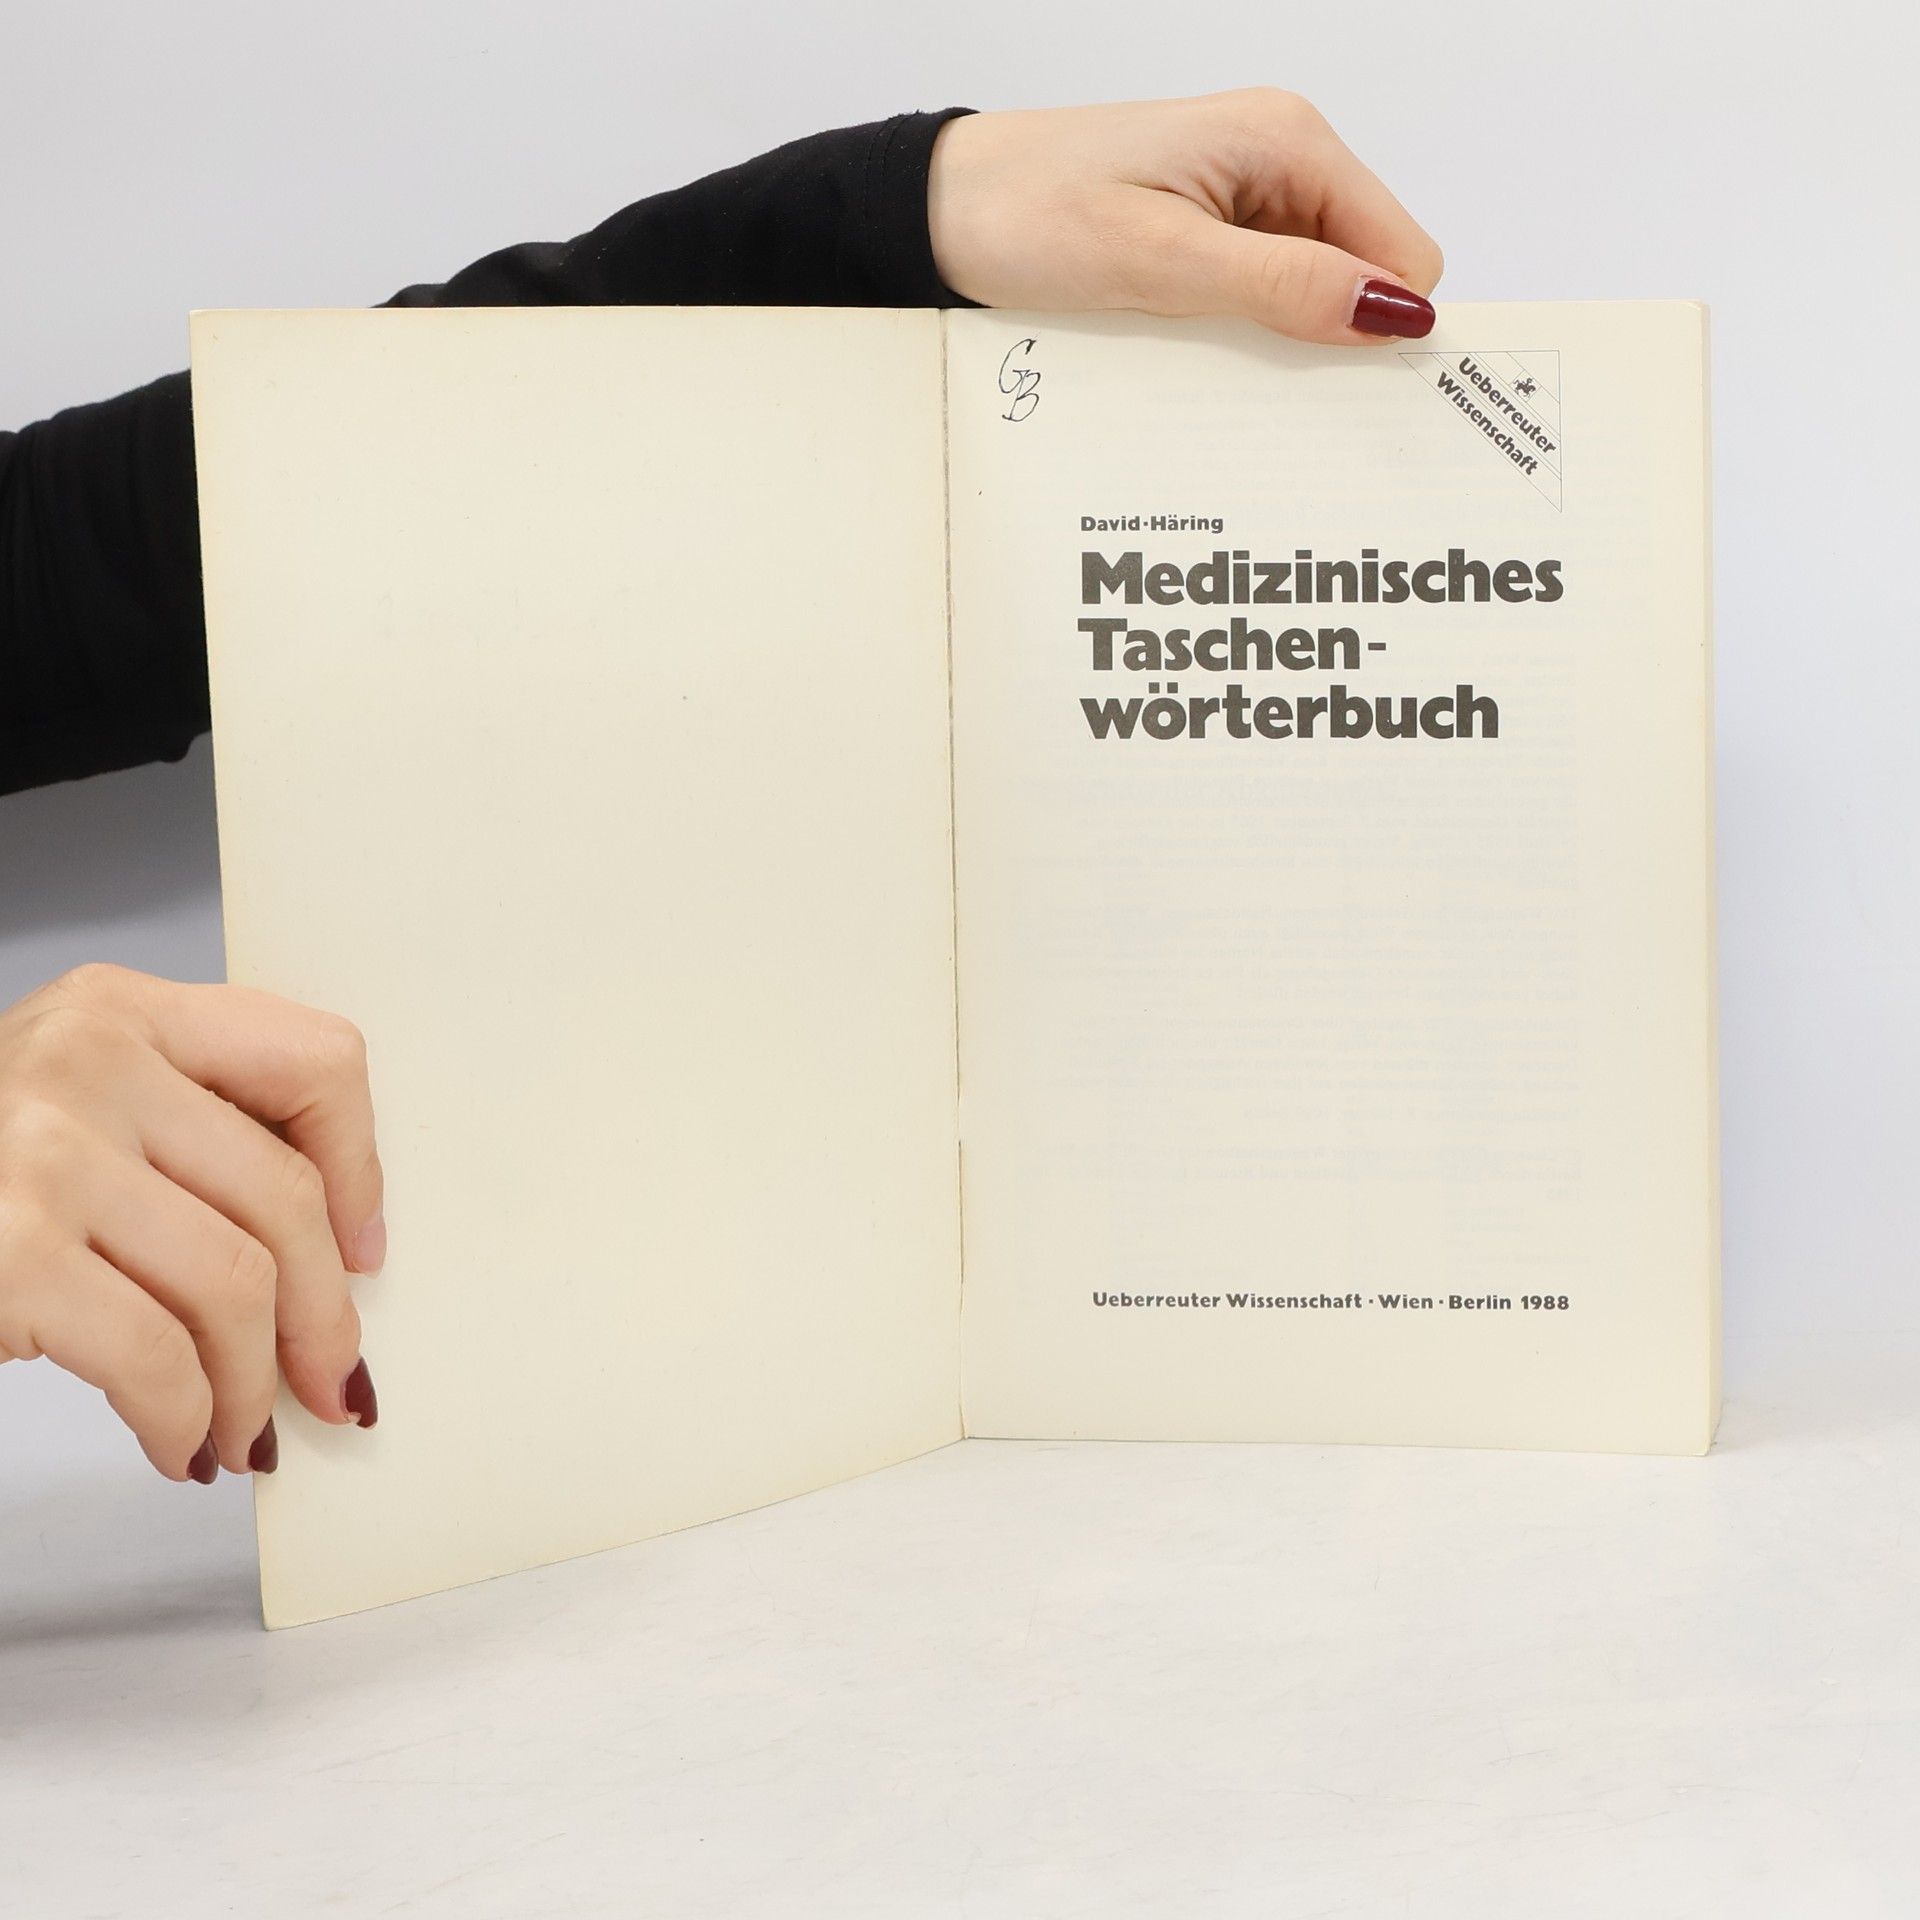 GB
Ueberreuter
Wissenschaft
David·Häring
Medizinisches
Taschen-
wörterbuch
Ueberreuter Wissenschaft · Wien · Berlin 1988